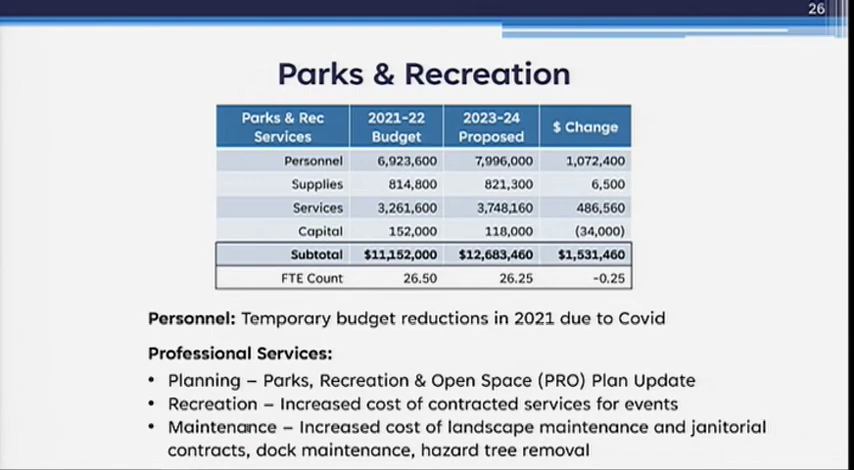 26
Parks & Recreation
Parks & Rec Services 2021-22 Budget 2023-24 Proposed $ Change
Personnel 6,923,600 7,996,000 1,072,400
Supplies 814,800 821,300 6,500
Services 3,261,600 3,748,160 486,560
Capital 152,000 118,000 (34,000)
Subtotal $11,152,000 $12,683,460 $1,531,460
FTE Count 26.50 26.25 -0.25
Personnel: Temporary budget reductions in 2021 due to Covid
Professional Services:
• Planning – Parks, Recreation & Open Space (PRO) Plan Update
• Recreation – Increased cost of contracted services for events
• Maintenance – Increased cost of landscape maintenance and janitorial
contracts, dock maintenance, hazard tree removal